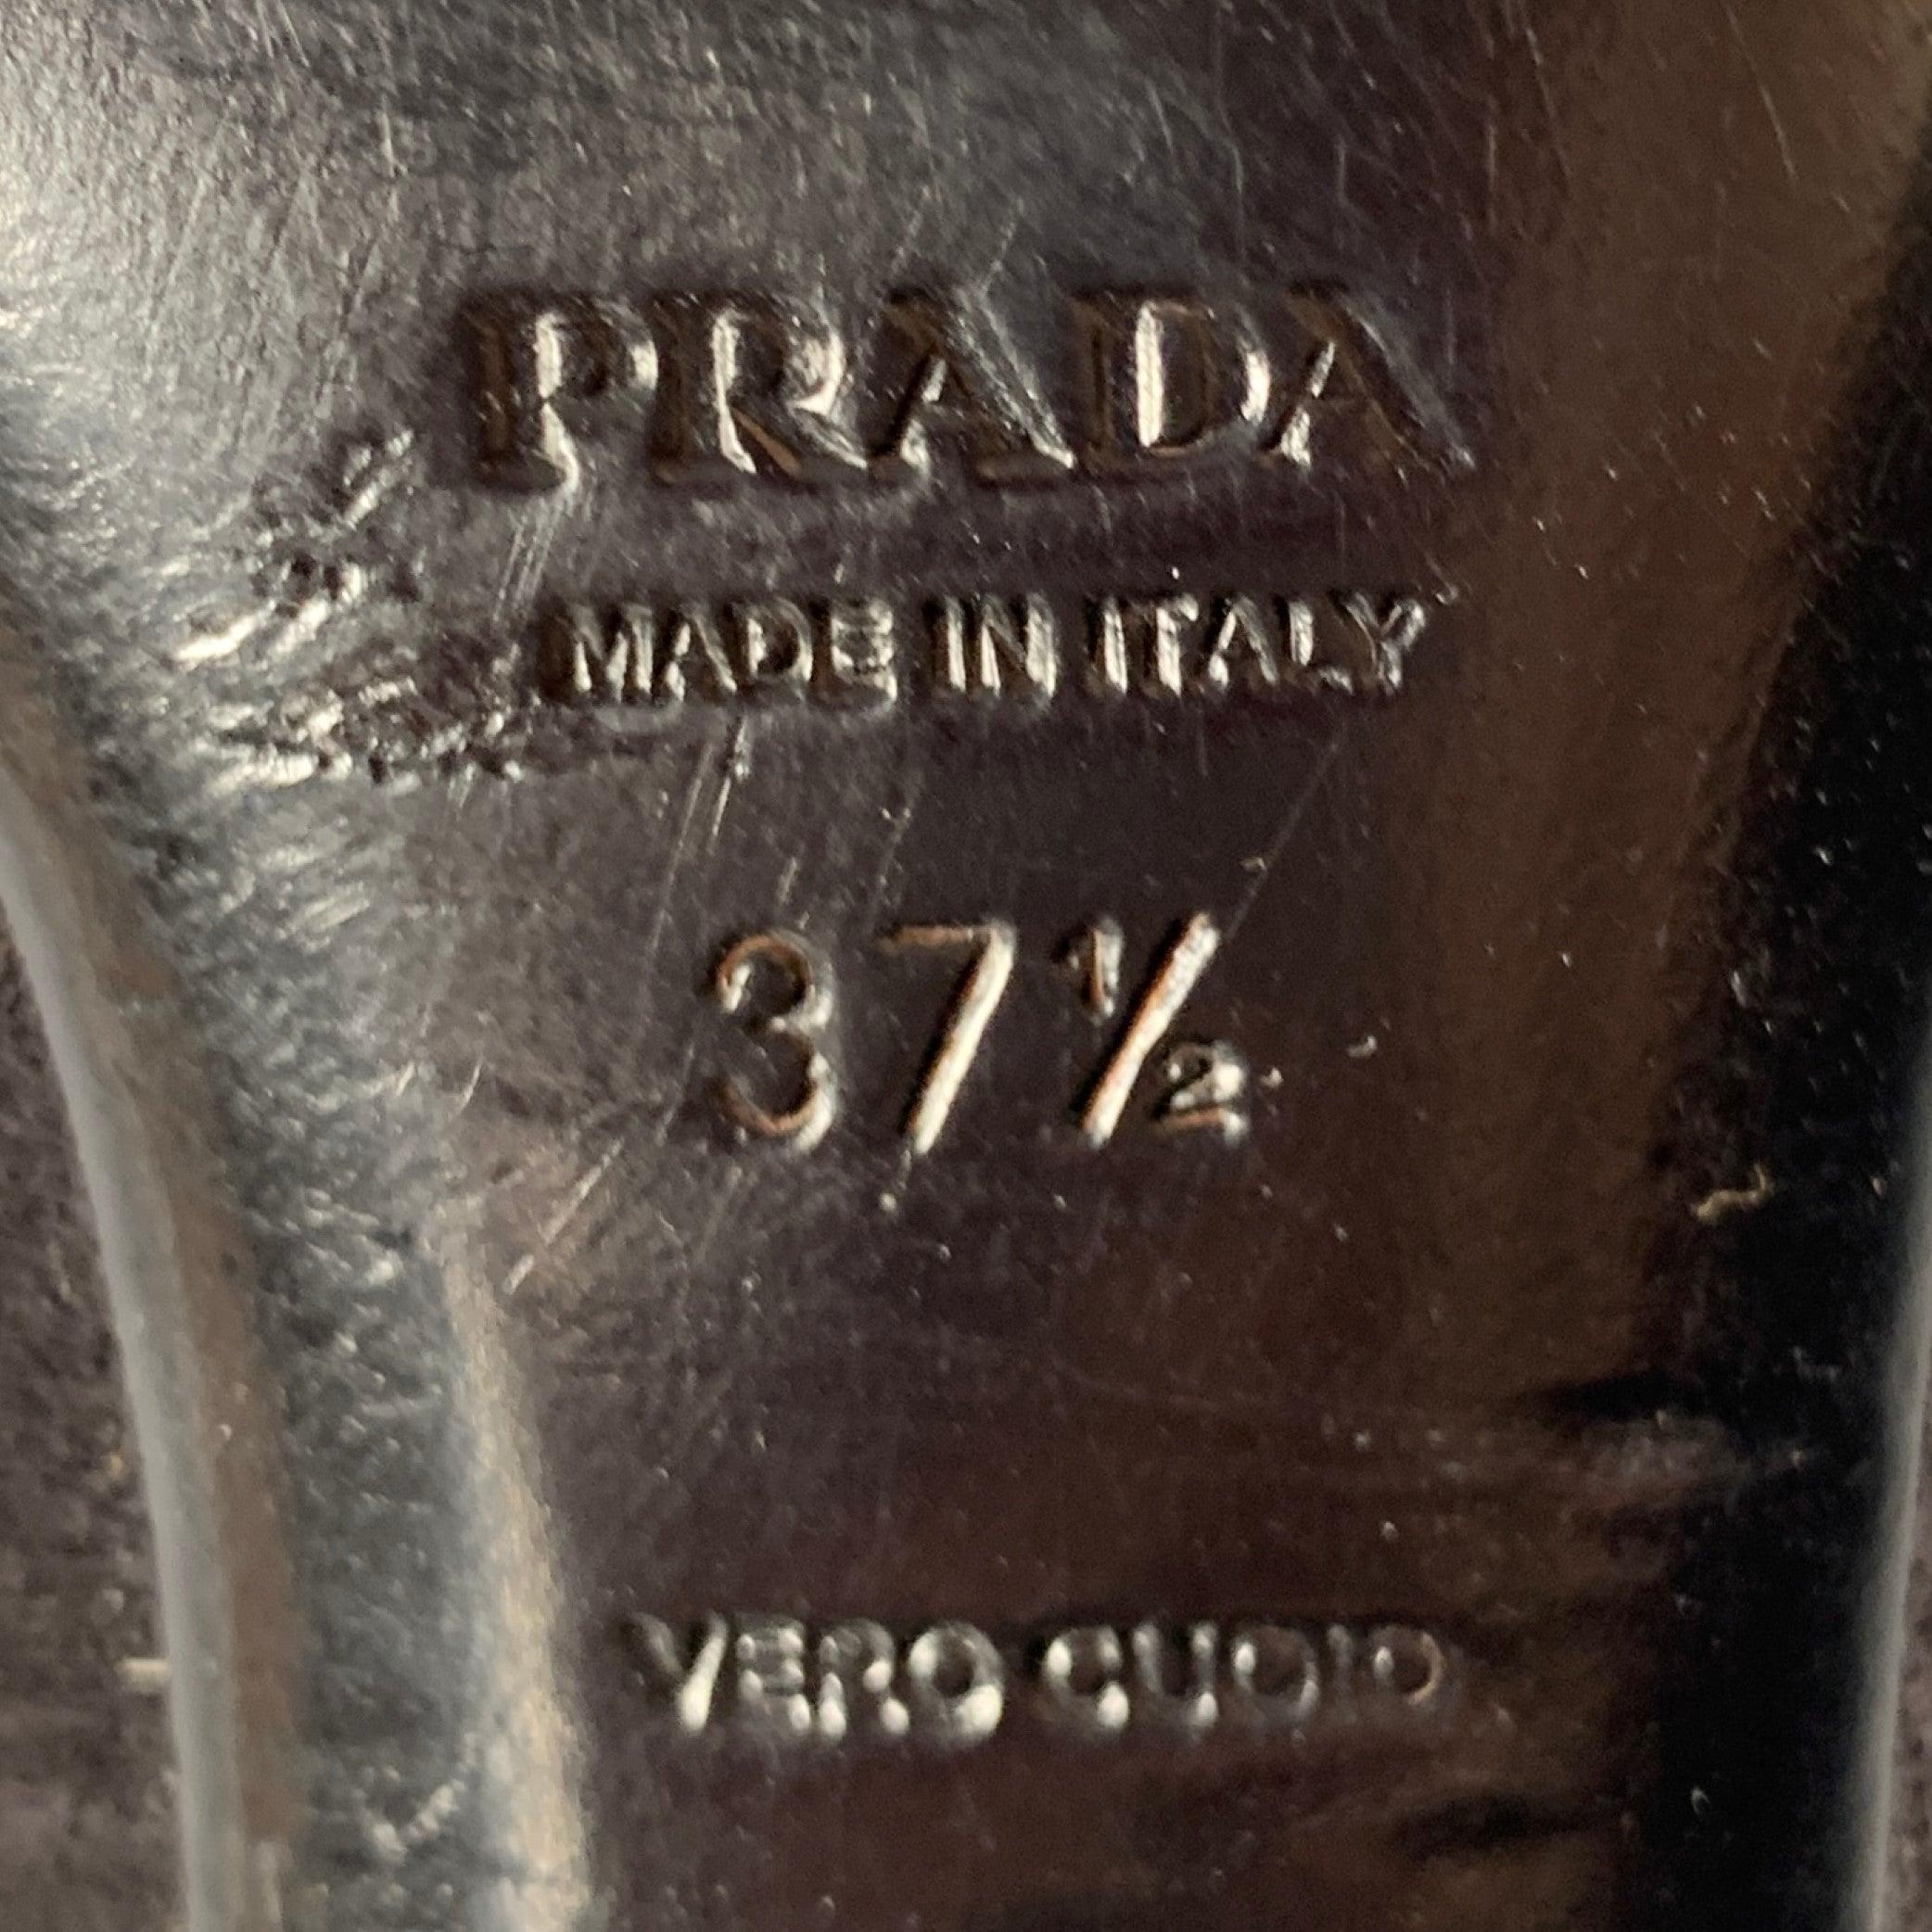 PRADA
MADE IN ITALY
37½
VERO CUOIO